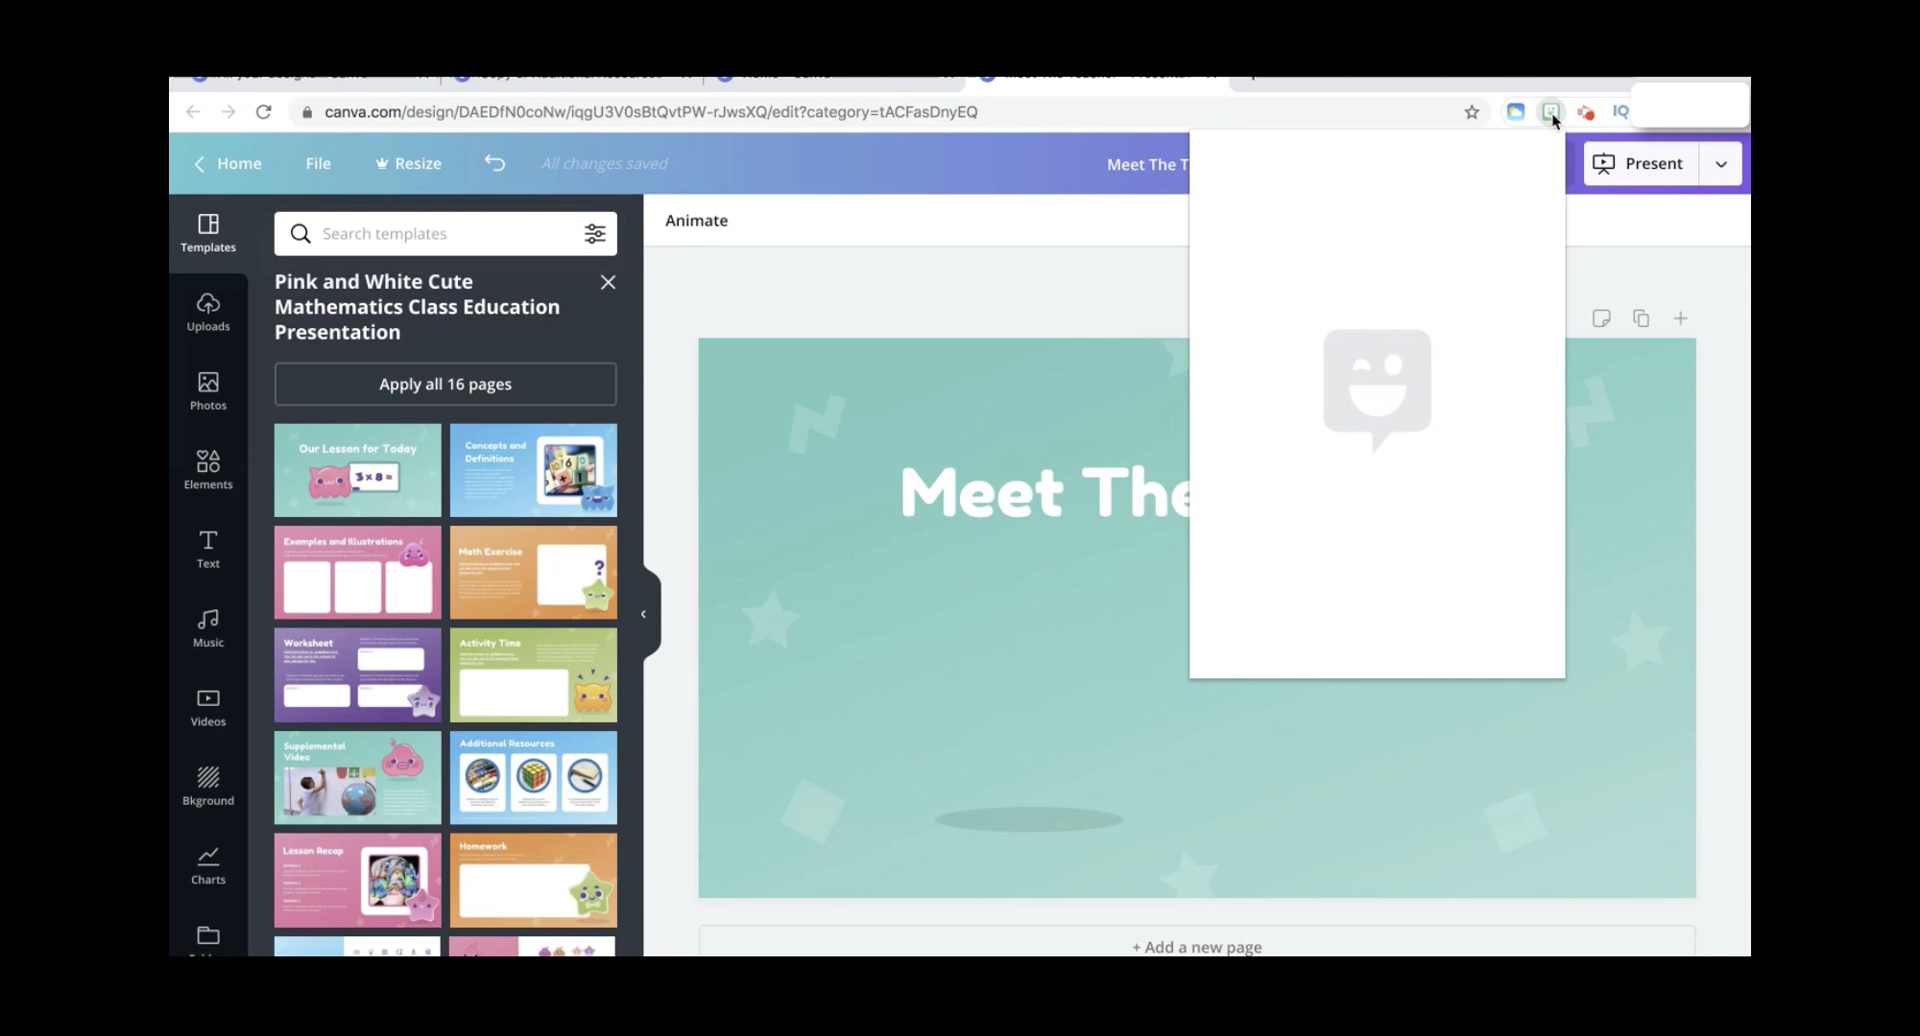 canva.com/design/DAEDfN0coNw/iqgU3V0sBtQvtPW-rJwsXQ/edit?category=tACFasDnyEQ
IQ
Home
File
Resize
All changes saved
Meet The T
Present
Templates
Search templates
Animate
Pink and White Cute
Mathematics Class Education
Presentation
Uploads
Apply all 16 pages
Photos
Our Lesson for Today
3 x 8 =
Concepts and
Definitions
Elements
Meet The
Text
Examples and Illustrations
Math Exercise
?
Music
Worksheet
Activity Time
Videos
Supplemental
Video
Additional Resources
Bkground
Charts
Lesson Recap
Homework
+ Add a new page